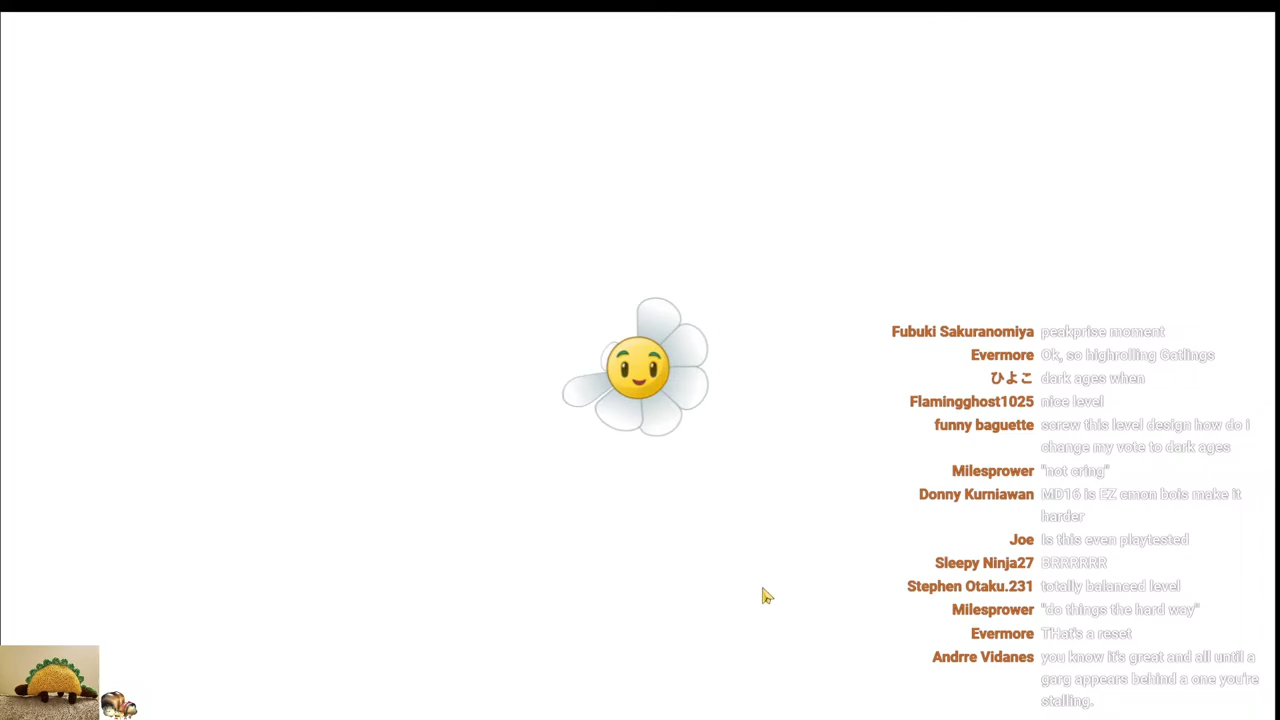 Fubuki Sakuranomiya peakprise moment
Evermore Ok, so highrolling Gatlings
ひよこ dark ages when
Flamingghost1025 nice level
funny baguette screw this level design how do I
change my vote to dark ages
Milesprower "not cring"
Donny Kurniawan MD16 is EZ cmon bois make it
harder
Joe Is this even playtested
Sleepy Ninja27 BRRRRRR
Stephen Otaku.231 totally balanced level
Milesprower "do things the hard way"
Evermore THat's a reset
Andrre Vidanes you know it's great and all until a
garg appears behind a one you're
stalling.